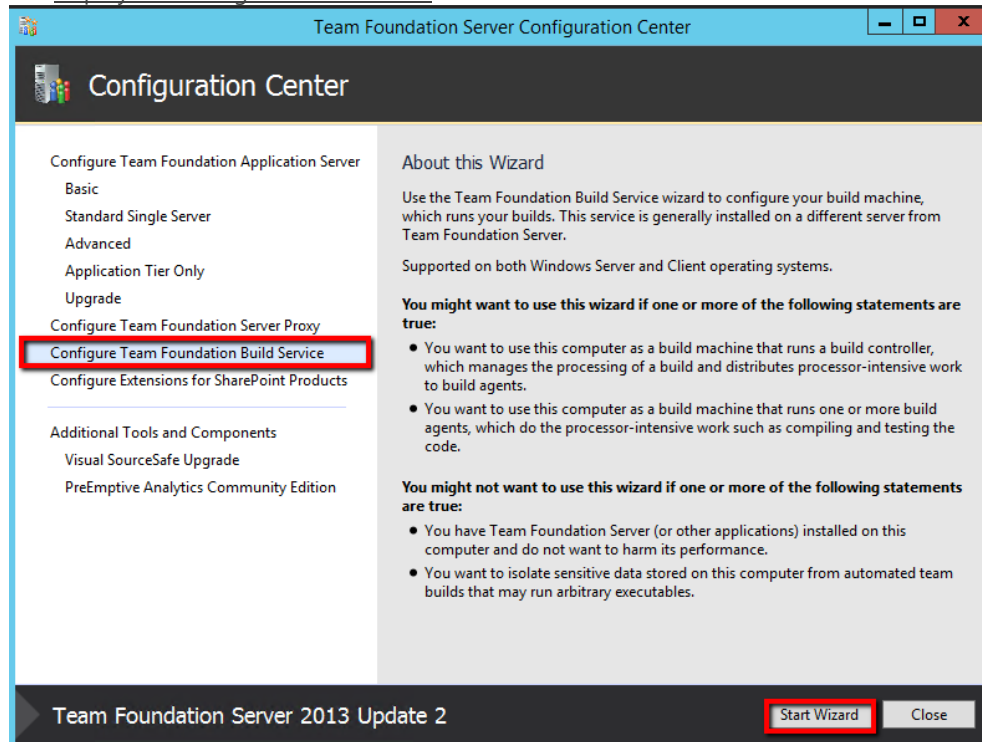 Team Foundation Server Configuration Center
Configuration Center
Configure Team Foundation Application Server
Basic
Standard Single Server
Advanced
Application Tier Only
Upgrade
Configure Team Foundation Server Proxy
Configure Team Foundation Build Service
Configure Extensions for SharePoint Products
Additional Tools and Components
Visual SourceSafe Upgrade
PreEmptive Analytics Community Edition
About this Wizard
Use the Team Foundation Build Service wizard to configure your build machine,
which runs your builds. This service is generally installed on a different server from
Team Foundation Server.
Supported on both Windows Server and Client operating systems.
You might want to use this wizard if one or more of the following statements are
true:
• You want to use this computer as a build machine that runs a build controller,
which manages the processing of a build and distributes processor-intensive work
to build agents.
• You want to use this computer as a build machine that runs one or more build
agents, which do the processor-intensive work such as compiling and testing the
code.
You might not want to use this wizard if one or more of the following statements
are true:
• You have Team Foundation Server (or other applications) installed on this
computer and do not want to harm its performance.
• You want to isolate sensitive data stored on this computer from automated team
builds that may run arbitrary executables.
Team Foundation Server 2013 Update 2
Start Wizard
Close